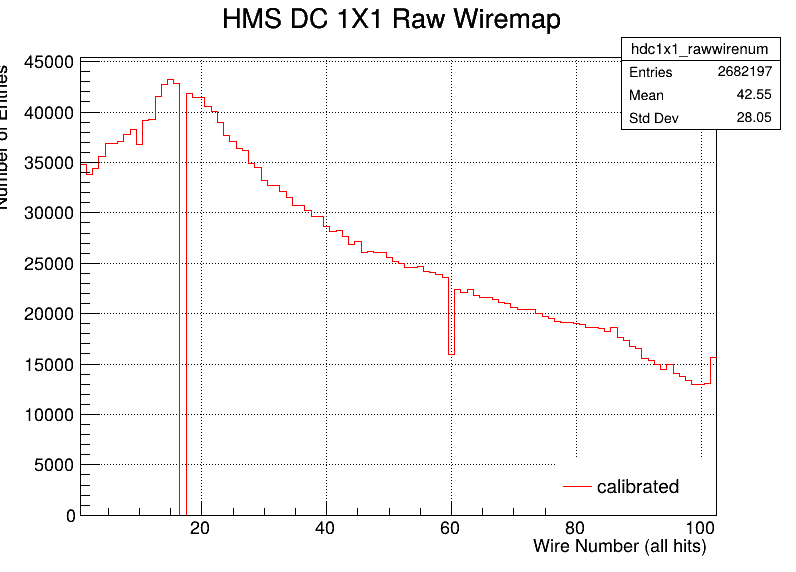 HMS DC 1X1 Raw Wiremap
hdc1x1_rawwirenum
Entries 2682197
Mean 42.55
Std Dev 28.05
Number of Entries
45000
40000
35000
30000
25000
20000
15000
10000
5000
0
20 40 60 80 100
calibrated
Wire Number (all hits)